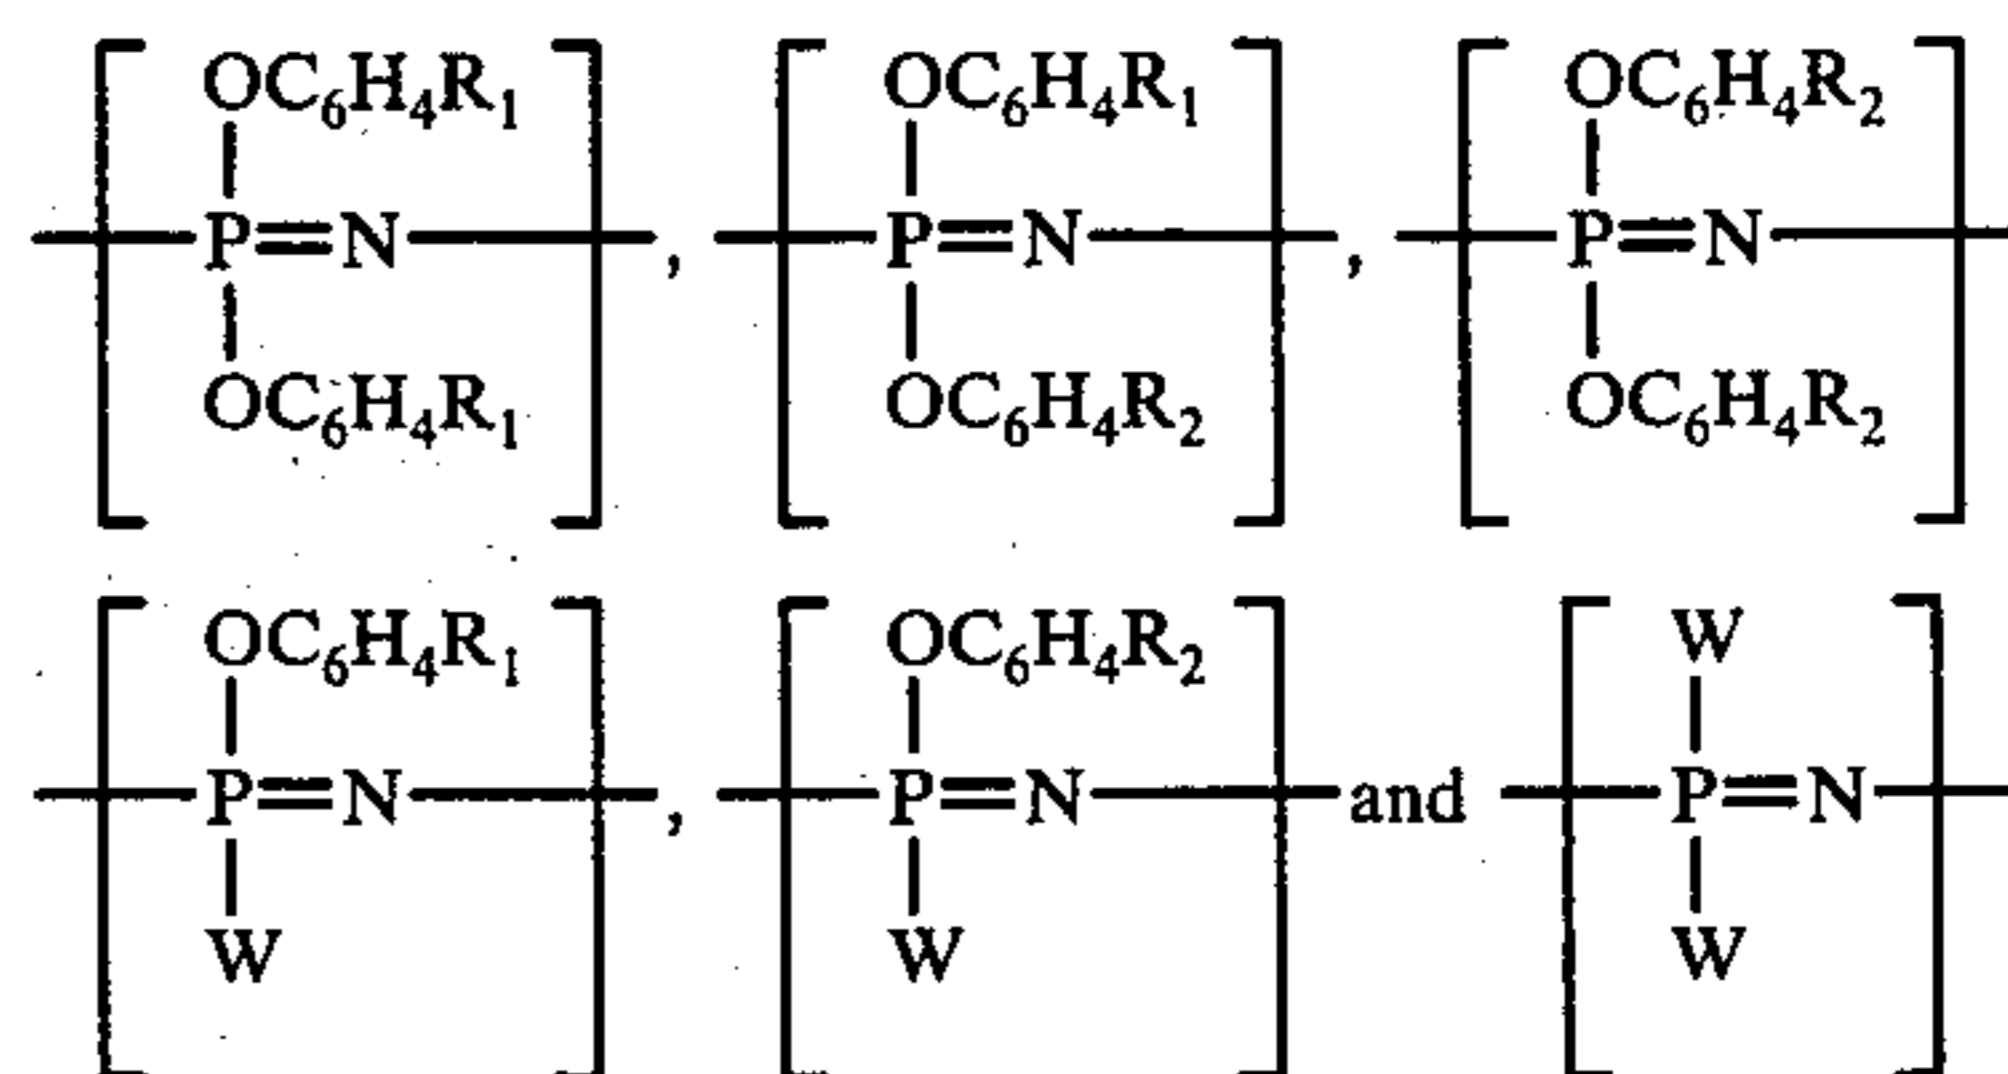 OC₆H₄R₁ OC₆H₄R₁ OC₆H₄R₂
P=N , P=N , P=N
OC₆H₄R₁ OC₆H₄R₂ OC₆H₄R₂
OC₆H₄R₁ OC₆H₄R₂ W
P=N , P=N and P=N
W W W